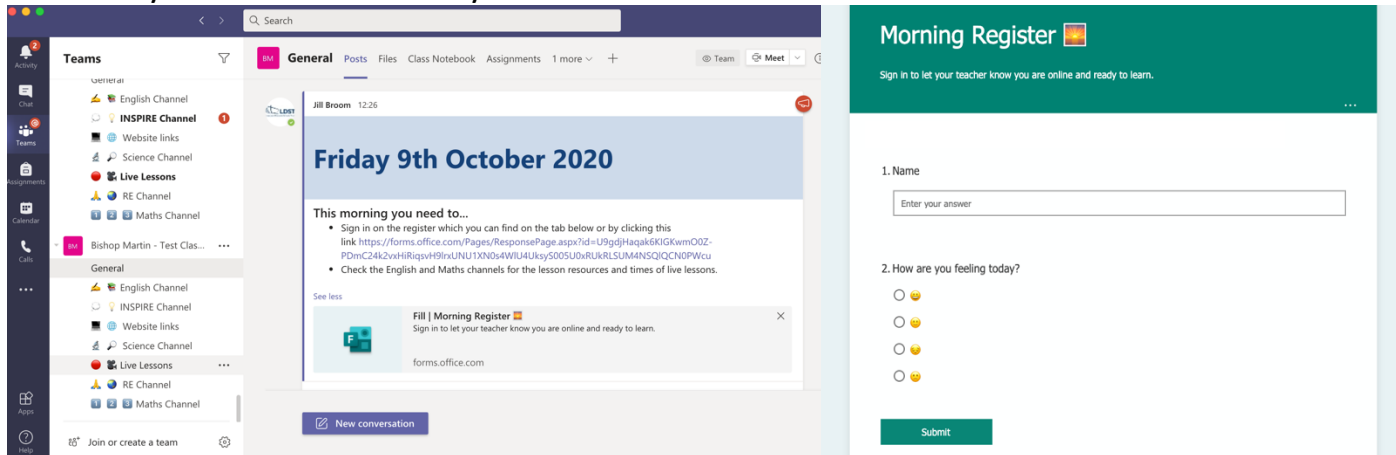 Search
Activity
Chat
Teams
Assignments
Calendar
Calls
Apps
Help
Teams
General
English Channel
INSPIRE Channel
Website links
Science Channel
Live Lessons
RE Channel
1 2 3 Maths Channel
BM Bishop Martin - Test Clas...
General
English Channel
INSPIRE Channel
Website links
Science Channel
Live Lessons
RE Channel
1 2 3 Maths Channel
Join or create a team
BM General Posts Files Class Notebook Assignments 1 more Team Meet
LDST
Jill Broom 12:26
Friday 9th October 2020
This morning you need to...
Sign in on the register which you can find on the tab below or by clicking this
link https://forms.office.com/Pages/ResponsePage.aspx?id=U9gdjHaqak6KIGKwmO0Z-
PDmC24k2vxHiRiqsvH9lrxUNU1XN0s4WlU4UksyS005U0xRUkRLSUM4NSQlQCN0PWcu
Check the English and Maths channels for the lesson resources and times of live lessons.
See less
Fill | Morning Register
Sign in to let your teacher know you are online and ready to learn.
forms.office.com
New conversation
Morning Register
Sign in to let your teacher know you are online and ready to learn.
1. Name
Enter your answer
2. How are you feeling today?
Submit